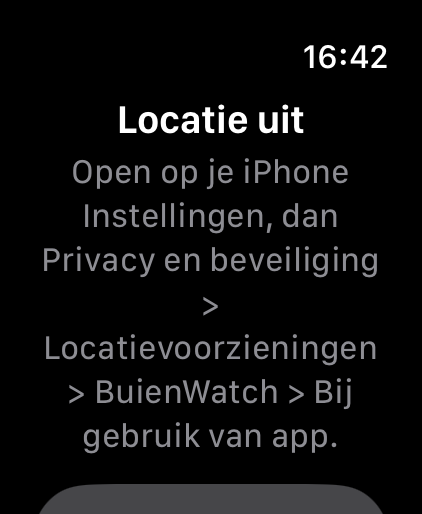 16:42
Locatie uit
Open op je iPhone
Instellingen, dan
Privacy en beveiliging
>
Locatievoorzieningen
> BuienWatch > Bij
gebruik van app.